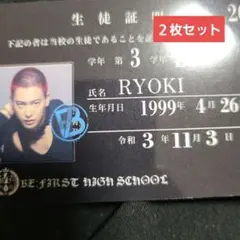 生徒証明
２枚セット
下記の者は当校の生徒であることを証
学年 第 3 学年
氏名 RYOKI
生年月日 1999年 4月 26
令和 3年 11月 3日
BE:FIRST HIGH SCHOOL